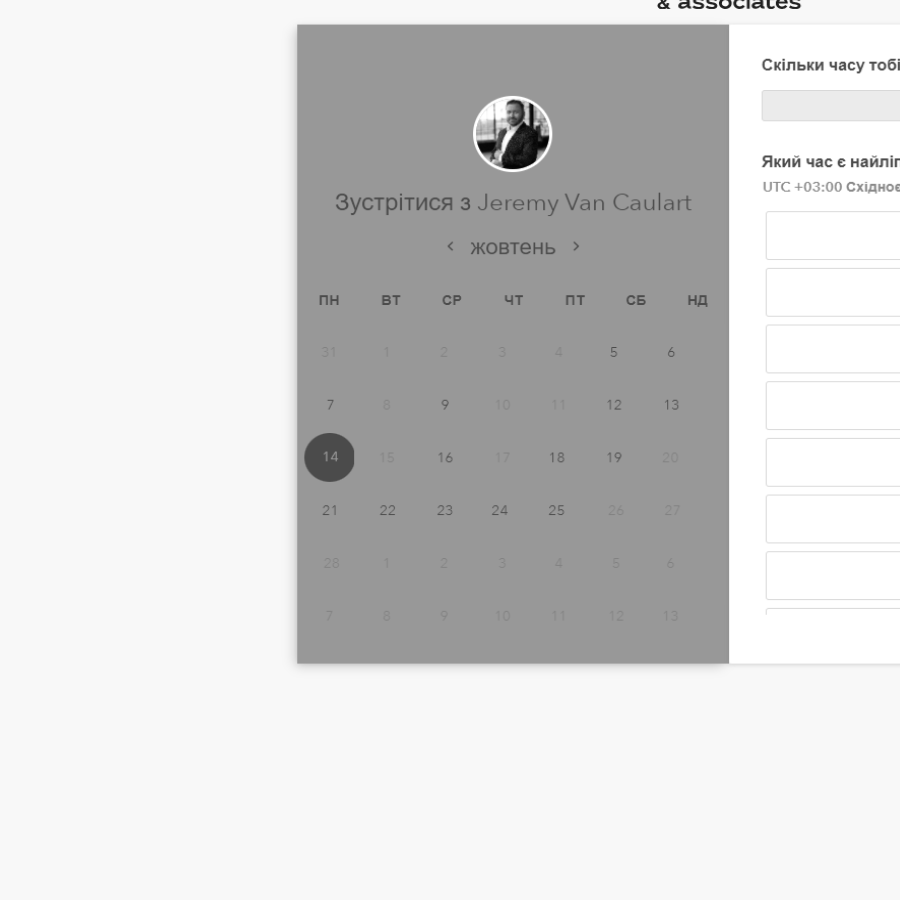 & associates
Зустрітися з Jeremy Van Caulart
‹ жовтень ›
ПН ВТ СР ЧТ ПТ СБ НД
31 1 2 3 4 5 6
7 8 9 10 11 12 13
14 15 16 17 18 19 20
21 22 23 24 25 26 27
28 1 2 3 4 5 6
7 8 9 10 11 12 13
Скільки часу тобі
Який час є
UTC +03:00